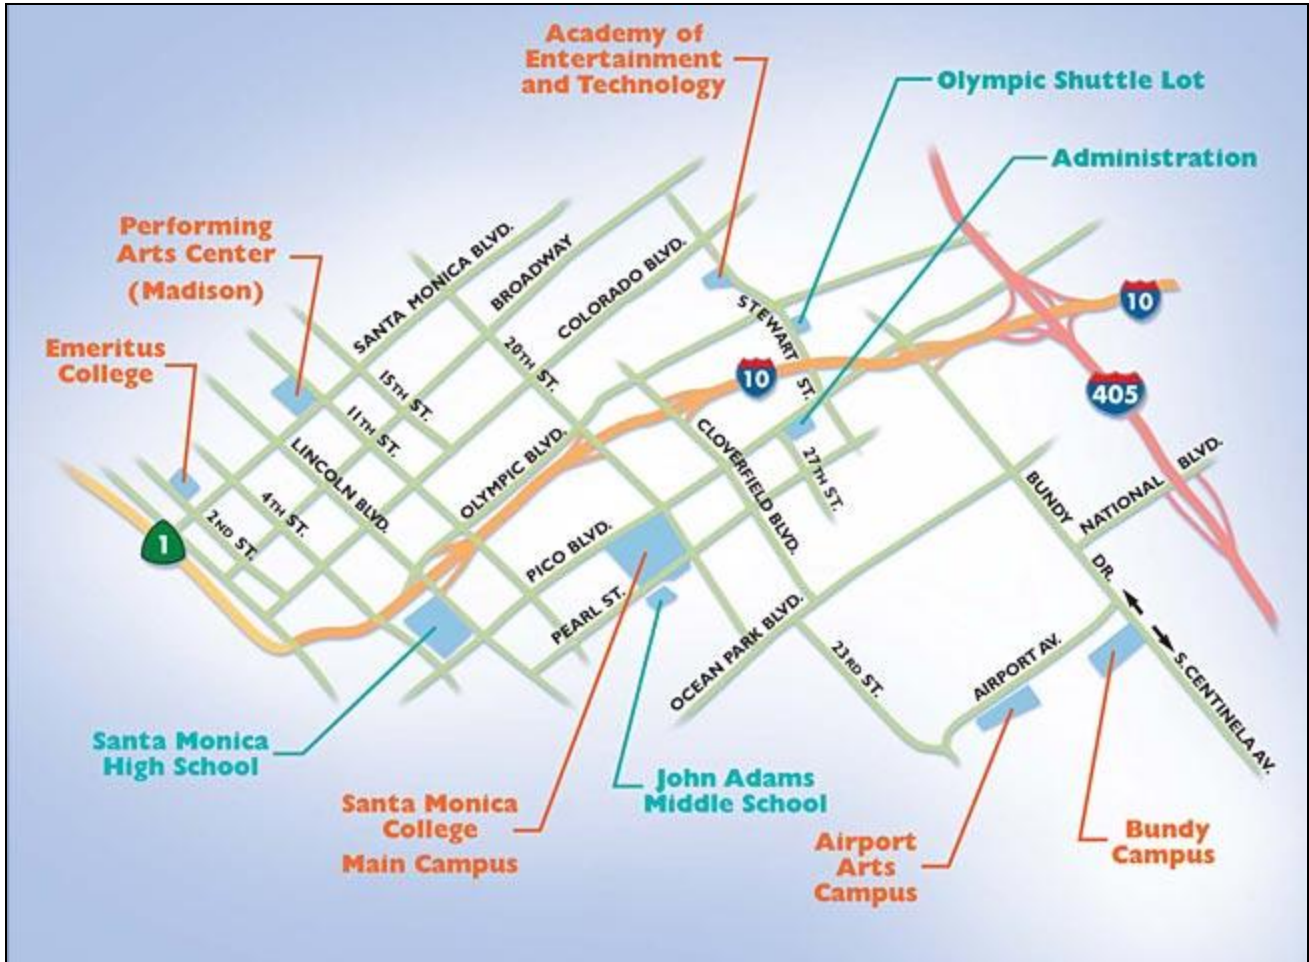 Academy of
Entertainment
and Technology
Olympic Shuttle Lot
Administration
Performing
Arts Center
(Madison)
Emeritus
College
SANTA MONICA BLVD.
BROADWAY
COLORADO BLVD.
STEWART ST.
10
10
405
20TH ST.
15TH ST.
11TH ST.
LINCOLN BLVD.
4TH ST.
2ND ST.
1
OLYMPIC BLVD.
CLOVERFIELD BLVD.
27TH ST.
PICO BLVD.
PEARL ST.
OCEAN PARK BLVD.
23RD ST.
BUNDY DR.
NATIONAL BLVD.
AIRPORT AV.
S. CENTINELA AV.
Santa Monica
High School
Santa Monica
College
Main Campus
John Adams
Middle School
Airport
Arts
Campus
Bundy
Campus